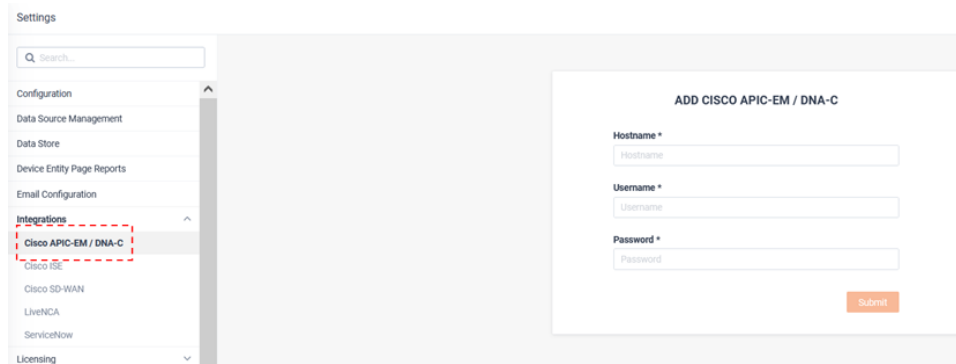 Settings
Search...
Configuration
Data Source Management
Data Store
Device Entity Page Reports
Email Configuration
Integrations
Cisco APIC-EM / DNA-C
Cisco ISE
Cisco SD-WAN
LiveNCA
ServiceNow
Licensing
ADD CISCO APIC-EM / DNA-C
Hostname *
Hostname
Username *
Username
Password *
Password
Submit